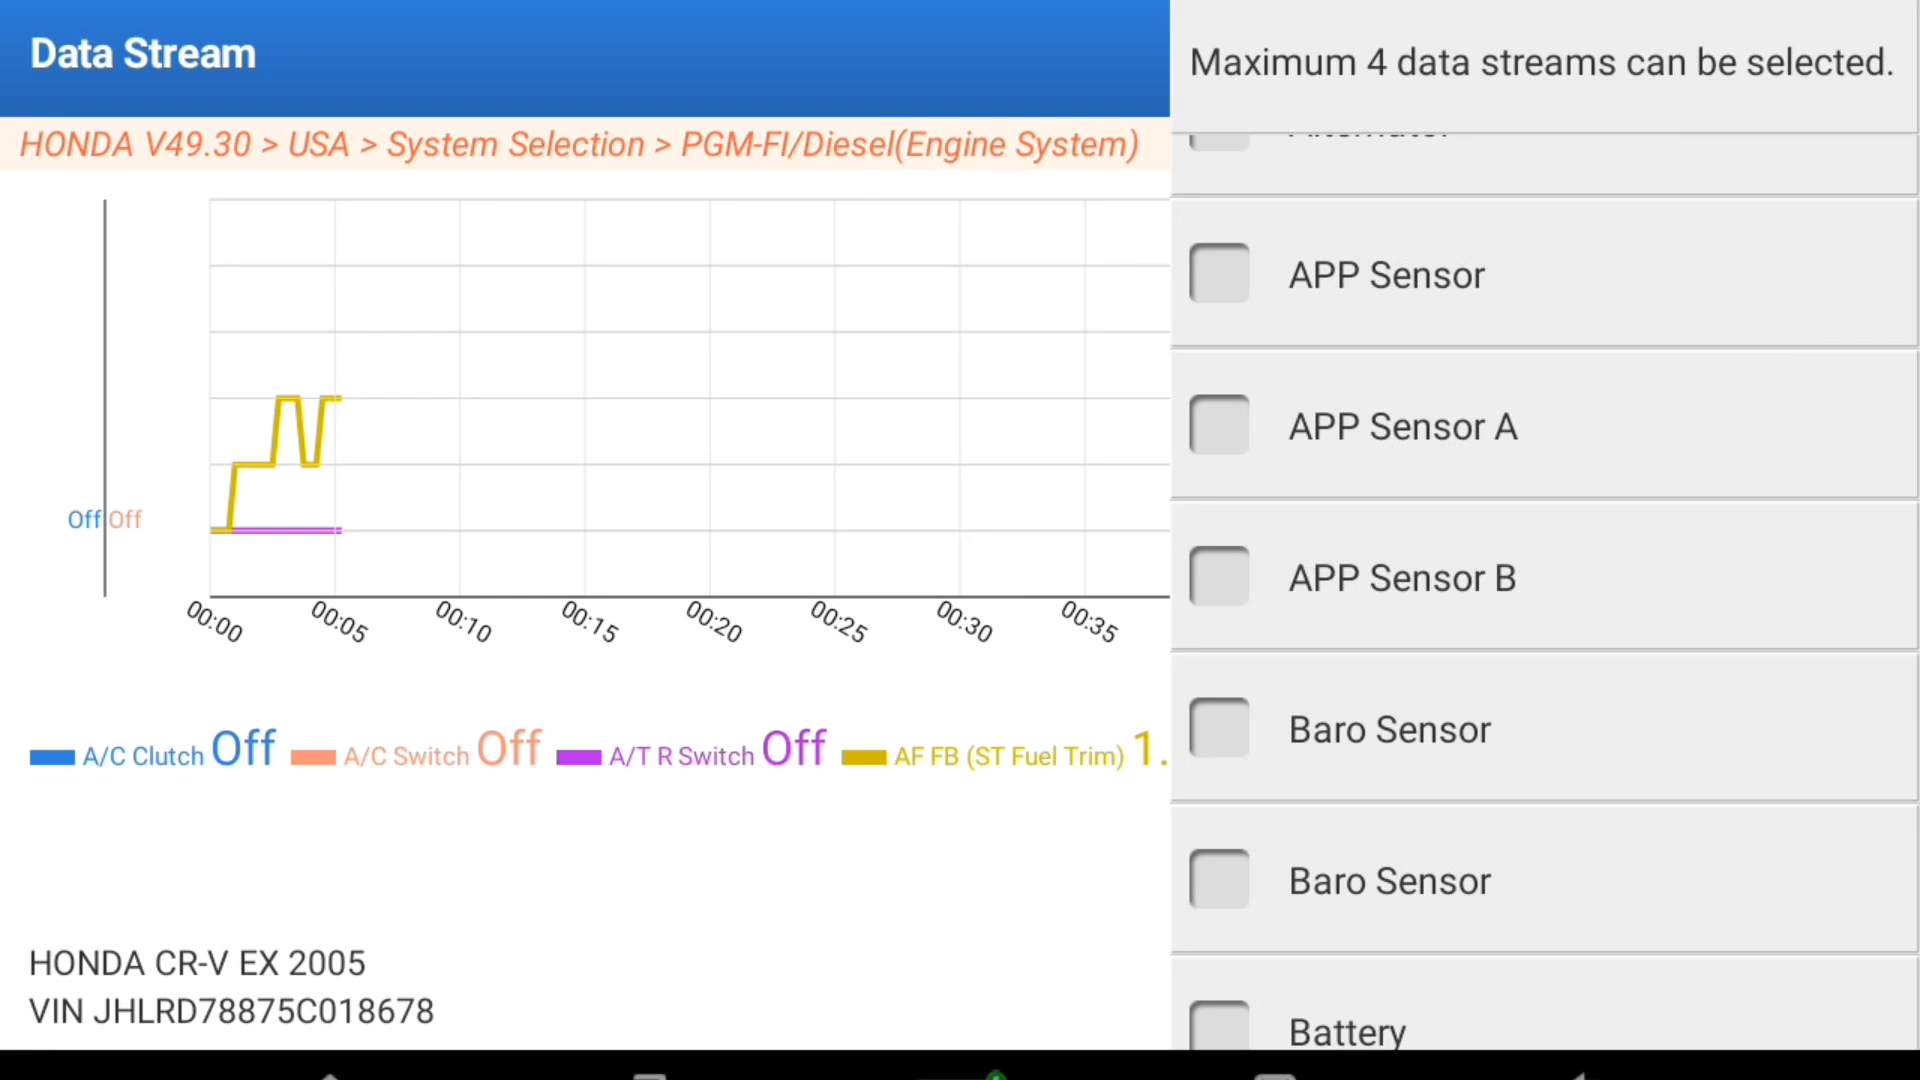 Data Stream
HONDA V49.30 > USA > System Selection > PGM-FI/Diesel(Engine System)
Off Off
00:00 00:05 00:10 00:15 00:20 00:25 00:30 00:35
A/C Clutch Off A/C Switch Off A/T R Switch Off AF FB (ST Fuel Trim) 1.
HONDA CR-V EX 2005
VIN JHLRD78875C018678
Maximum 4 data streams can be selected.
APP Sensor
APP Sensor A
APP Sensor B
Baro Sensor
Baro Sensor
Battery